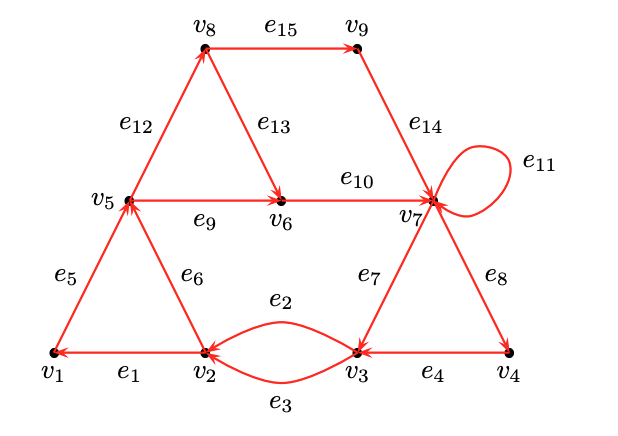 v₈ e₁₅ v₉
e₁₂ e₁₃ e₁₄
e₁₁
e₁₀
v₅ e₉ v₆ v₇
e₅ e₆ e₇ e₈
e₂
v₁ e₁ v₂ v₃ e₄ v₄
e₃